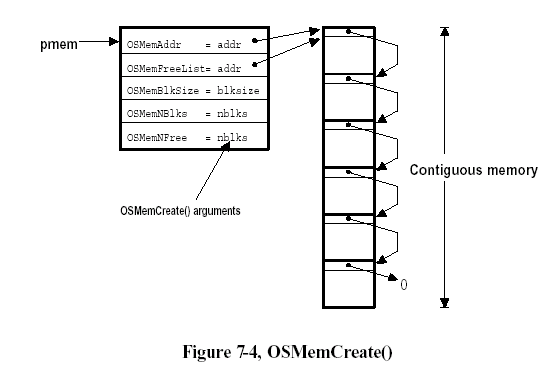 pmem
OSMemAddr = addr
OSMemFreeList= addr
OSMemBlkSize = blksize
OSMemNBlks = nblks
OSMemNFree = nblks
OSMemCreate() arguments
Contiguous memory
0
Figure 7-4, OSMemCreate()